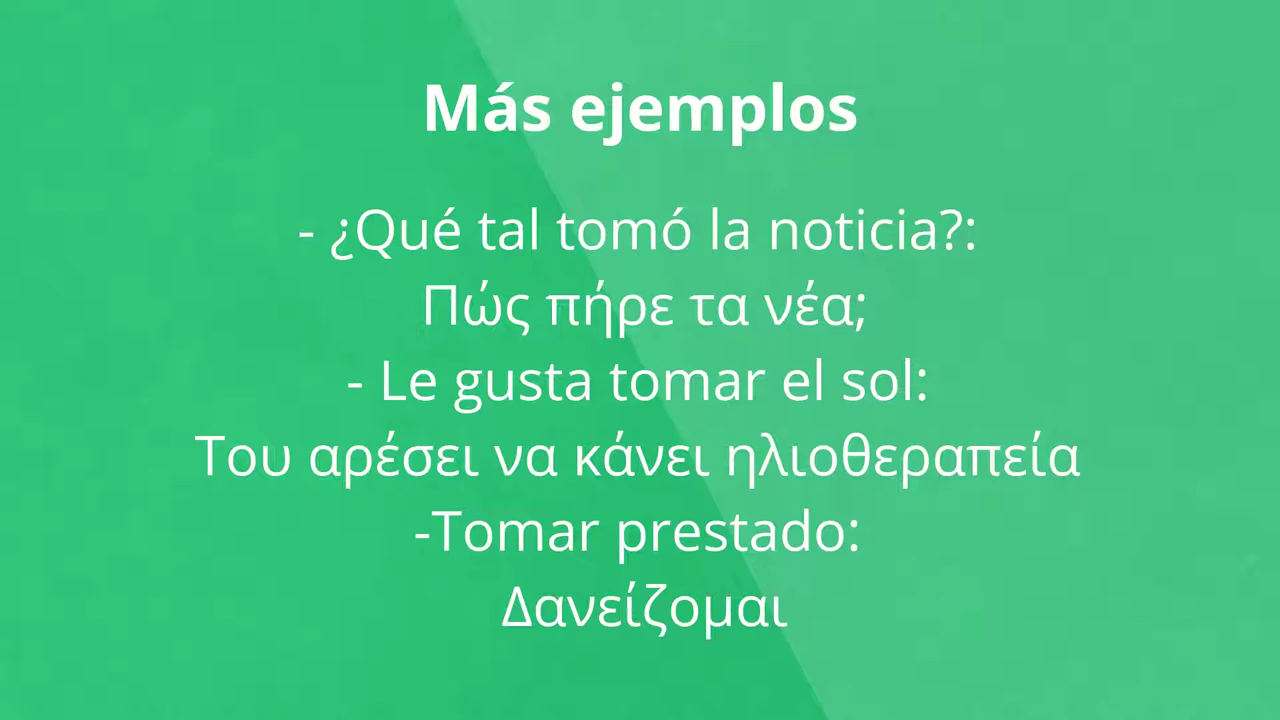 Más ejemplos
- ¿Qué tal tomó la noticia?:
Πώς πήρε τα νέα;
- Le gusta tomar el sol:
Του αρέσει να κάνει ηλιοθεραπεία
-Tomar prestado:
Δανείζομαι